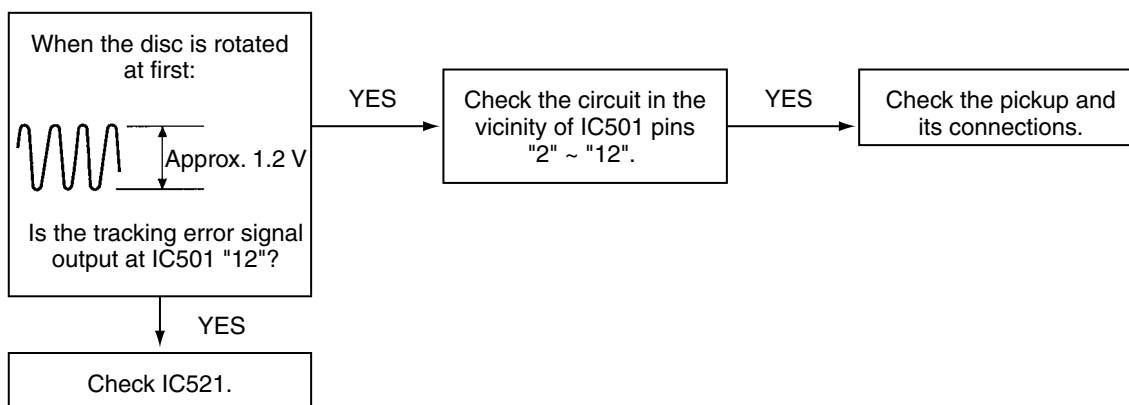 When the disc is rotated
at first:
Approx. 1.2 V
Is the tracking error signal
output at IC501 "12"?
YES
Check the circuit in the
vicinity of IC501 pins
"2" ~ "12".
YES
Check the pickup and
its connections.
YES
Check IC521.